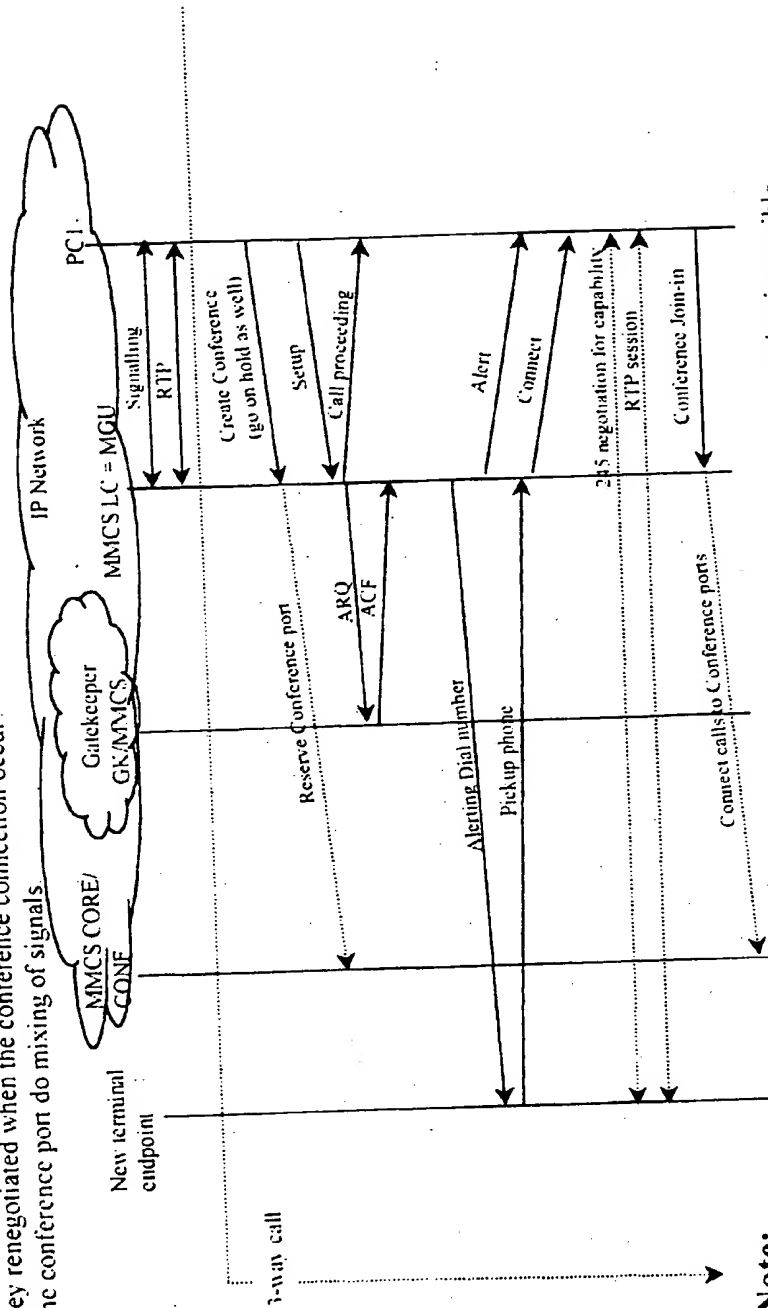 ey renegotiated when the conference connection occur.
ne conference port do mixing of signals.
IP Network
MMCS CORE/
CONF
Gatekeeper
GK/MMCS
MMCS LC = MGU
PC1.
New terminal
endpoint
Signalling
RTP
3-way call
Create Conference
(go on hold as well)
Reserve Conference port
Setup
Call proceeding
ARQ
ACF
Alerting Dial number
Alert
Pickup phone
Connect
245 negotiation for capability
RTP session
Conference Join-in
Connect calls to Conference ports
Note: